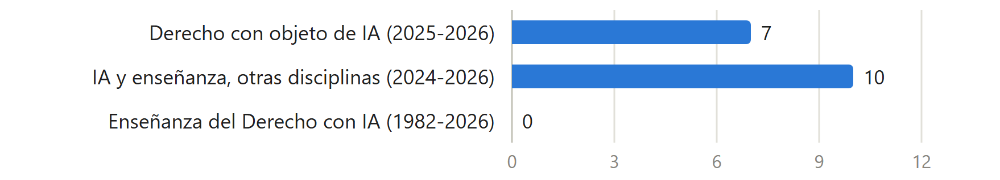 Derecho con objeto de IA (2025-2026) 7
IA y enseñanza, otras disciplinas (2024-2026) 10
Enseñanza del Derecho con IA (1982-2026) 0
0 3 6 9 12